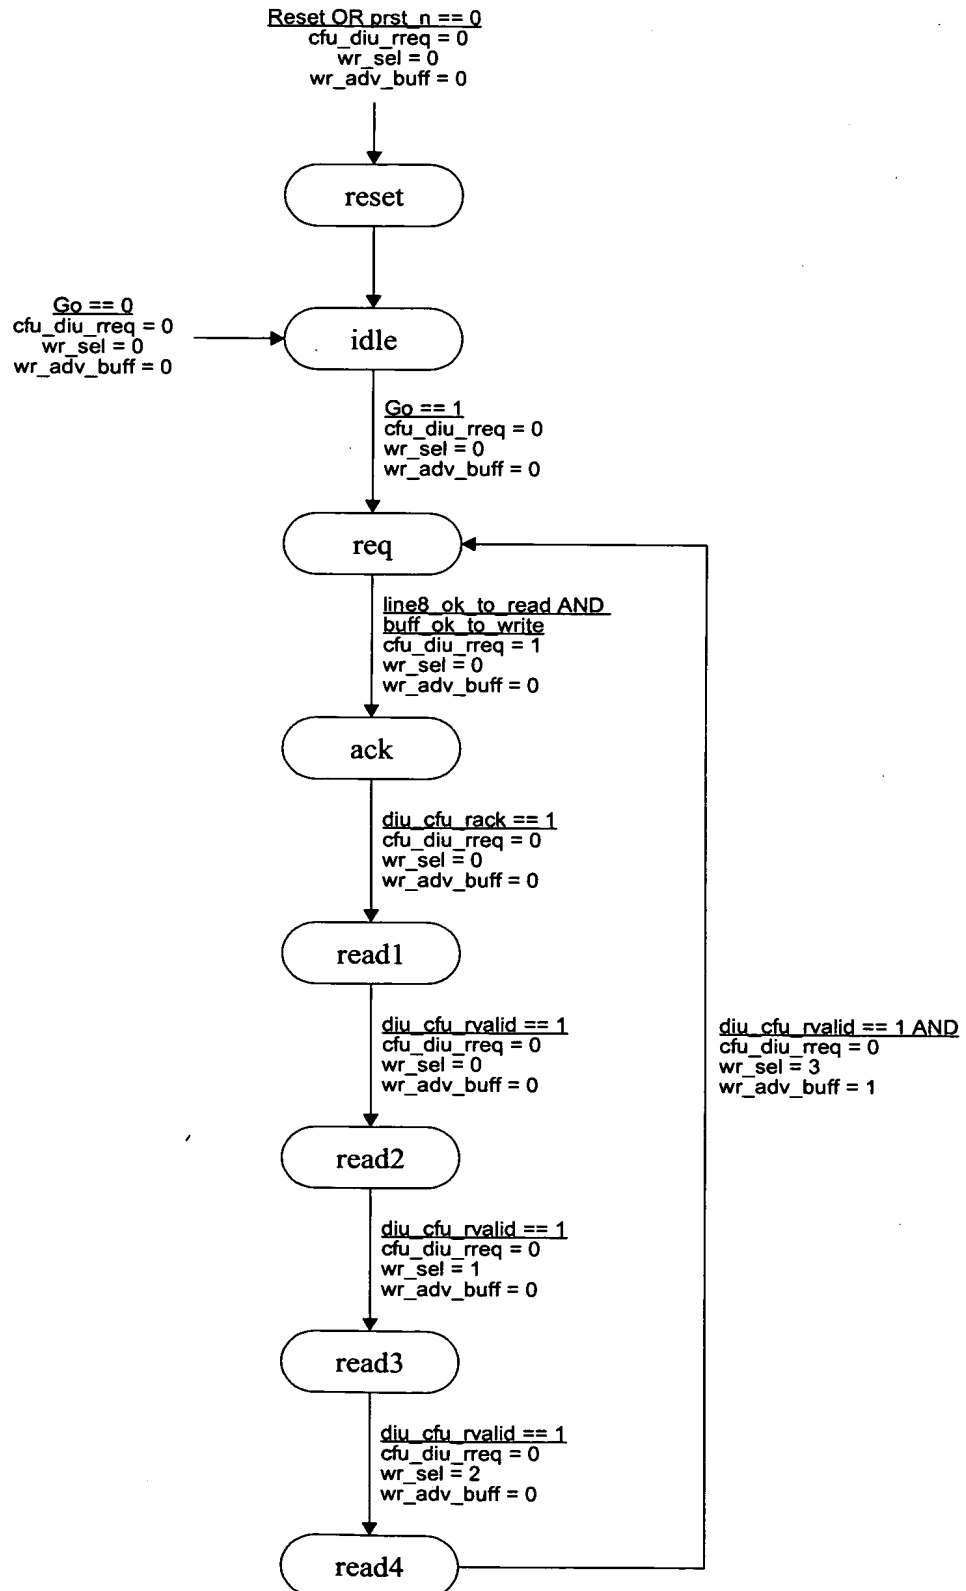 Reset OR prst_n == 0
cfu_diu_rreq = 0
wr_sel = 0
wr_adv_buff = 0
reset
Go == 0
cfu_diu_rreq = 0
wr_sel = 0
wr_adv_buff = 0
idle
Go == 1
cfu_diu_rreq = 0
wr_sel = 0
wr_adv_buff = 0
req
line8_ok_to_read AND
buff_ok_to_write
cfu_diu_rreq = 1
wr_sel = 0
wr_adv_buff = 0
ack
diu_cfu_rack == 1
cfu_diu_rreq = 0
wr_sel = 0
wr_adv_buff = 0
read1
diu_cfu_rvalid == 1
cfu_diu_rreq = 0
wr_sel = 0
wr_adv_buff = 0
diu_cfu_rvalid == 1 AND
cfu_diu_rreq = 0
wr_sel = 3
wr_adv_buff = 1
read2
diu_cfu_rvalid == 1
cfu_diu_rreq = 0
wr_sel = 1
wr_adv_buff = 0
read3
diu_cfu_rvalid == 1
cfu_diu_rreq = 0
wr_sel = 2
wr_adv_buff = 0
read4